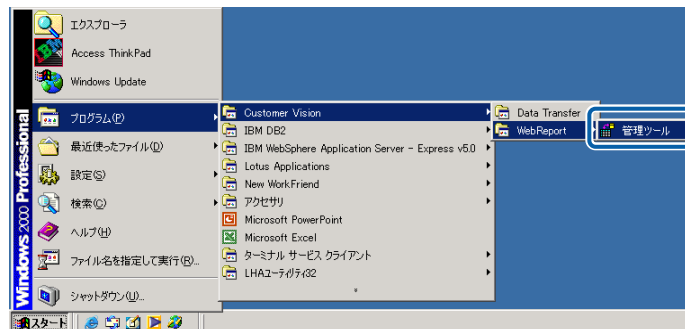 エクスプローラ
Access ThinkPad
Windows Update
プログラム(P)
最近使ったファイル(D)
設定(S)
検索(C)
ヘルプ(H)
ファイル名を指定して実行(R)...
シャットダウン(U)...
Windows 2000 Professional
スタート
Customer Vision
IBM DB2
IBM WebSphere Application Server - Express v5.0
Lotus Applications
New WorkFriend
アクセサリ
Microsoft PowerPoint
Microsoft Excel
ターミナル サービス クライアント
LHAユーティリティ32
Data Transfer
WebReport
管理ツール